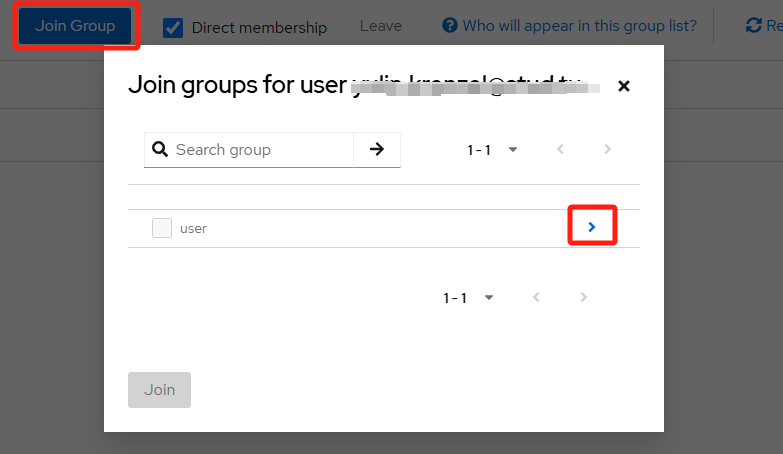 Join Group
Direct membership
Leave
Who will appear in this group list?
Re
Join groups for user
Search group
1 - 1
user
1 - 1
Join